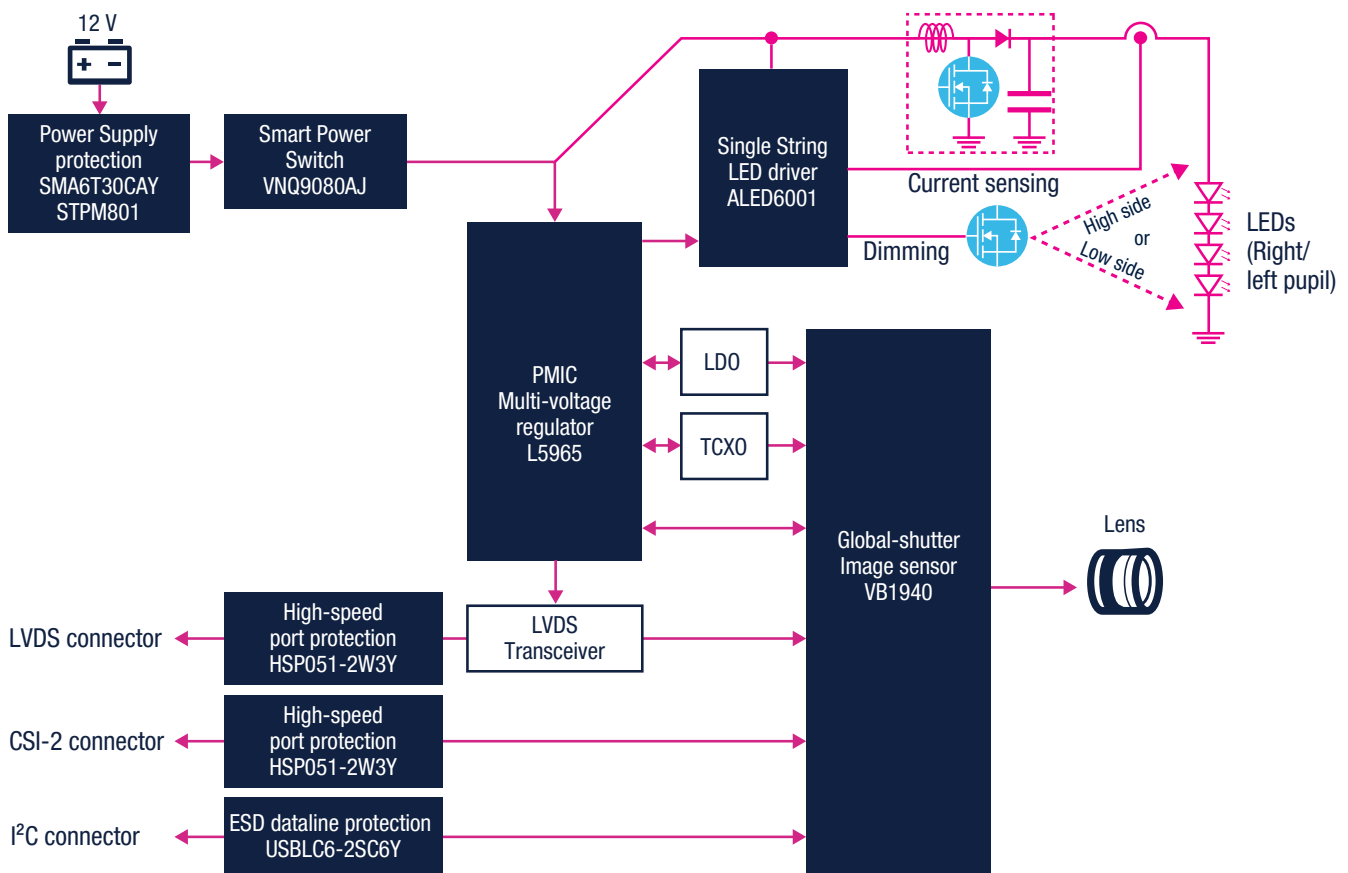 12 V
Power Supply
protection
SMA6T30CAY
STPM801
Smart Power
Switch
VNQ9080AJ
Single String
LED driver
ALED6001
Current sensing
Dimming
High side
or
Low side
LEDs
(Right/
left pupil)
PMIC
Multi-voltage
regulator
L5965
LDO
TCXO
Global-shutter
Image sensor
VB1940
Lens
LVDS connector
High-speed
port protection
HSP051-2W3Y
LVDS
Transceiver
CSI-2 connector
High-speed
port protection
HSP051-2W3Y
I²C connector
ESD dataline protection
USBLC6-2SC6Y